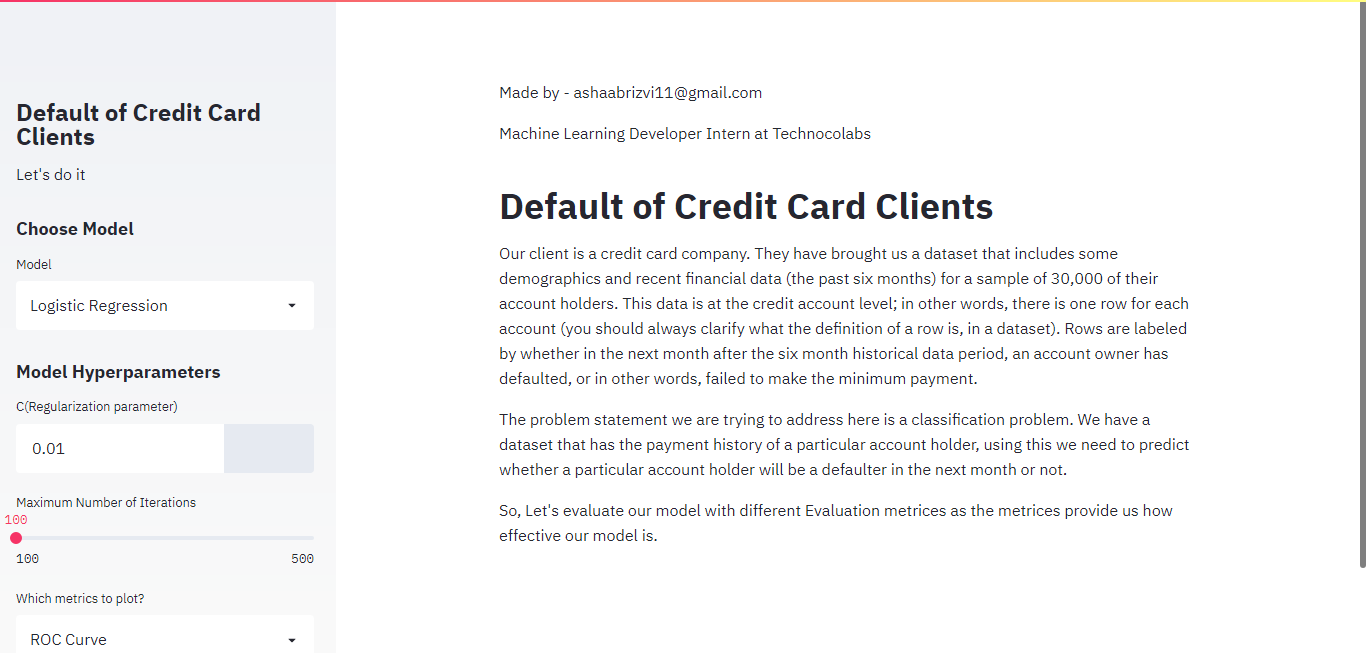 Default of Credit Card
Clients
Let's do it
Choose Model
Model
Logistic Regression
Model Hyperparameters
C(Regularization parameter)
0.01
Maximum Number of Iterations
100
100 500
Which metrics to plot?
ROC Curve
Made by - ashaabrizvi11@gmail.com
Machine Learning Developer Intern at Technocolabs
Default of Credit Card Clients
Our client is a credit card company. They have brought us a dataset that includes some
demographics and recent financial data (the past six months) for a sample of 30,000 of their
account holders. This data is at the credit account level; in other words, there is one row for each
account (you should always clarify what the definition of a row is, in a dataset). Rows are labeled
by whether in the next month after the six month historical data period, an account owner has
defaulted, or in other words, failed to make the minimum payment.
The problem statement we are trying to address here is a classification problem. We have a
dataset that has the payment history of a particular account holder, using this we need to predict
whether a particular account holder will be a defaulter in the next month or not.
So, Let's evaluate our model with different Evaluation metrices as the metrices provide us how
effective our model is.